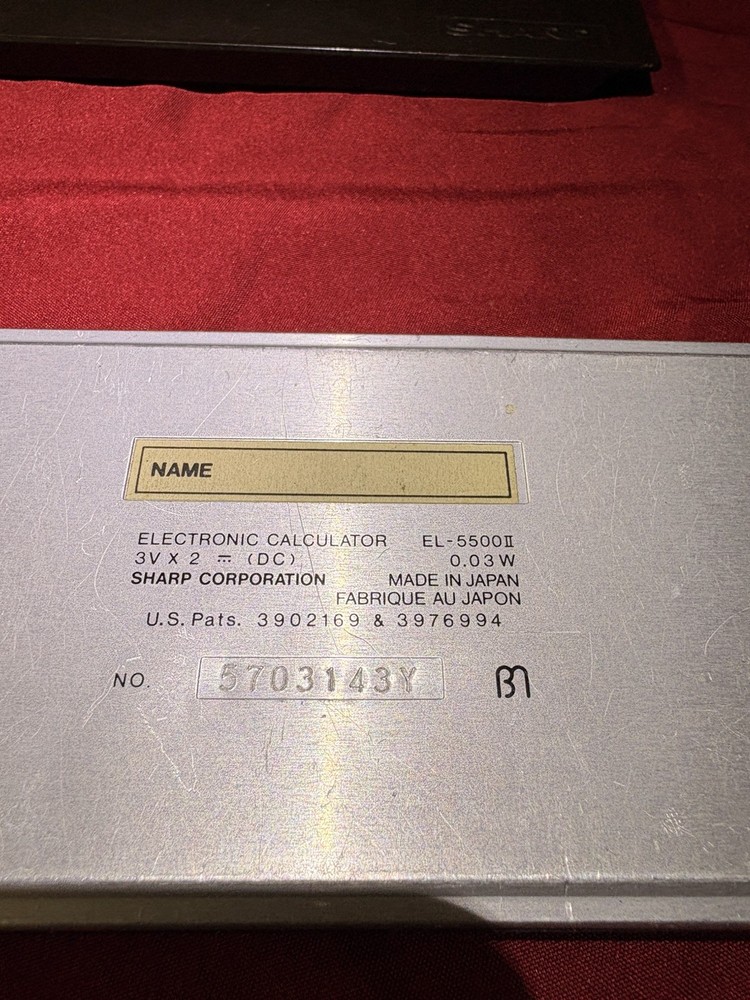 SHARP
NAME
ELECTRONIC CALCULATOR EL-5500II
3V X 2 ⎓ (DC) 0.03W
SHARP CORPORATION MADE IN JAPAN
FABRIQUE AU JAPON
U.S. Pats. 3902169 & 3976994
NO. 5703143Y